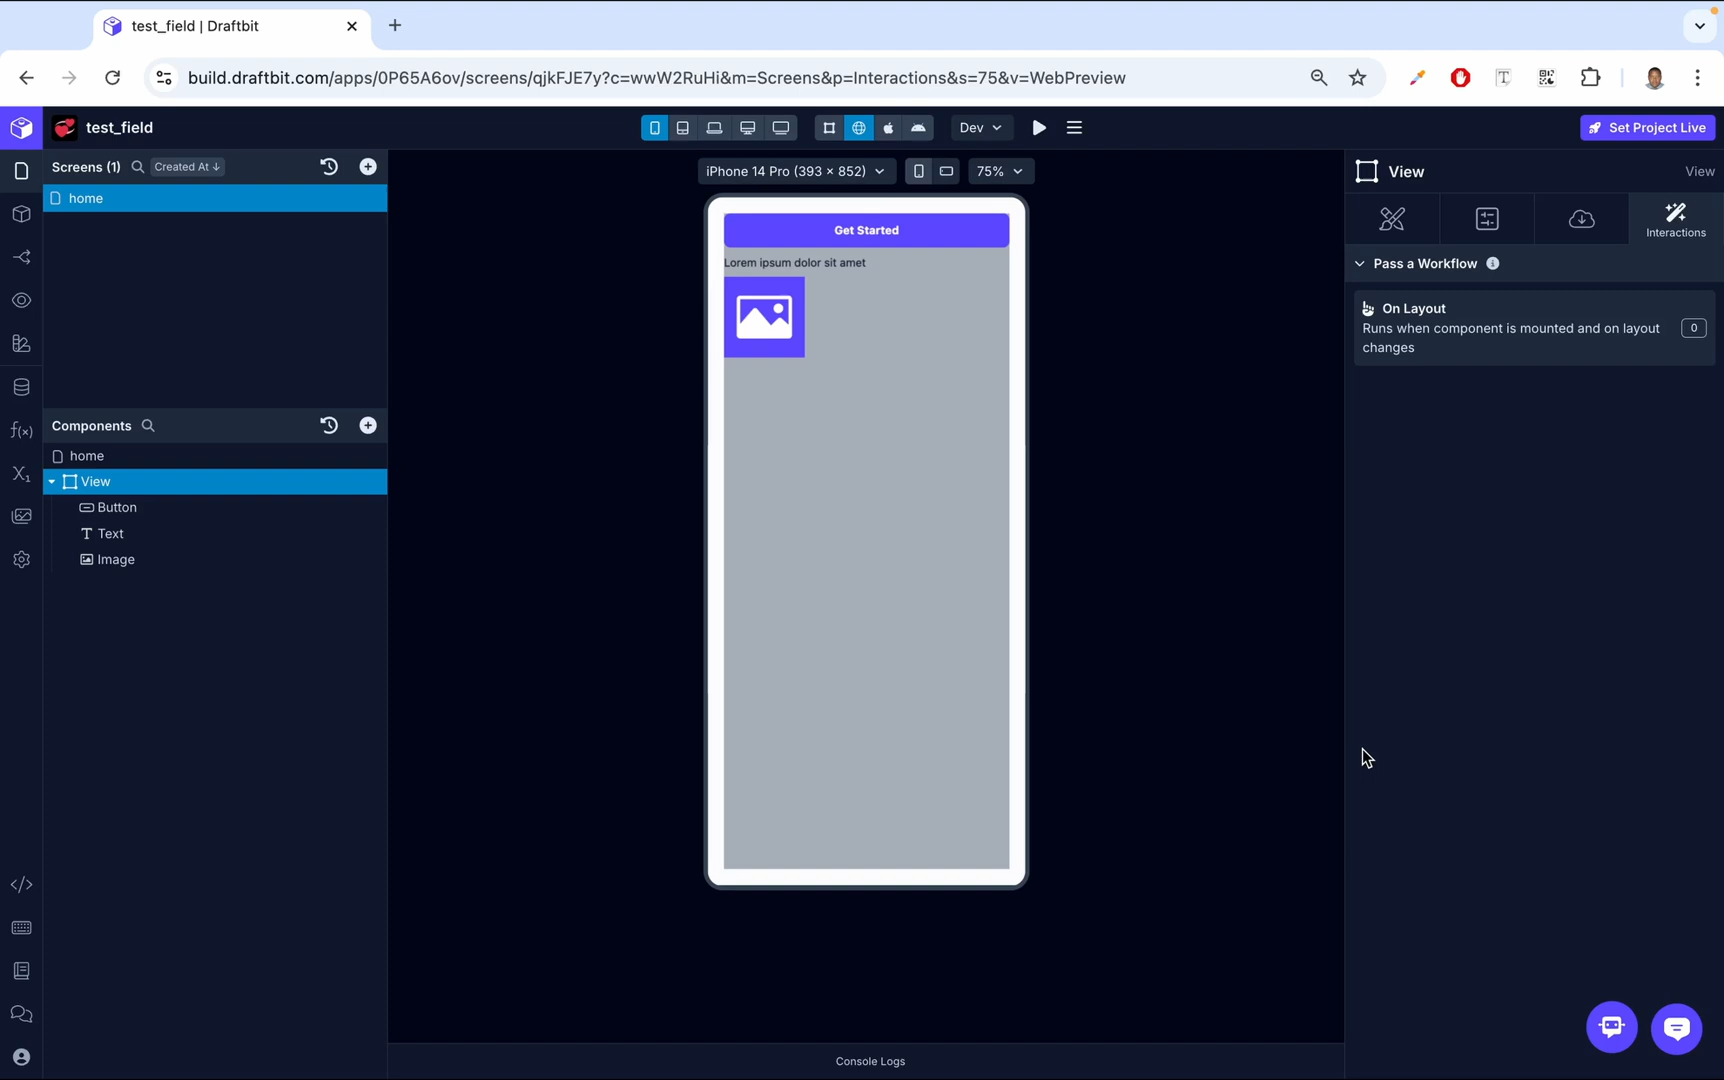 test_field | Draftbit
build.draftbit.com/apps/0P65A6ov/screens/qjkFJE7y?c=wwW2RuHi&m=Screens&p=Interactions&s=75&v=WebPreview
test_field
Dev
Set Project Live
Screens (1)
Created At ↓
home
iPhone 14 Pro (393 × 852)
75%
View
View
Interactions
Pass a Workflow
On Layout
Runs when component is mounted and on layout
changes
0
Get Started
Lorem ipsum dolor sit amet
Components
home
View
Button
Text
Image
f(x)
X₁
Console Logs